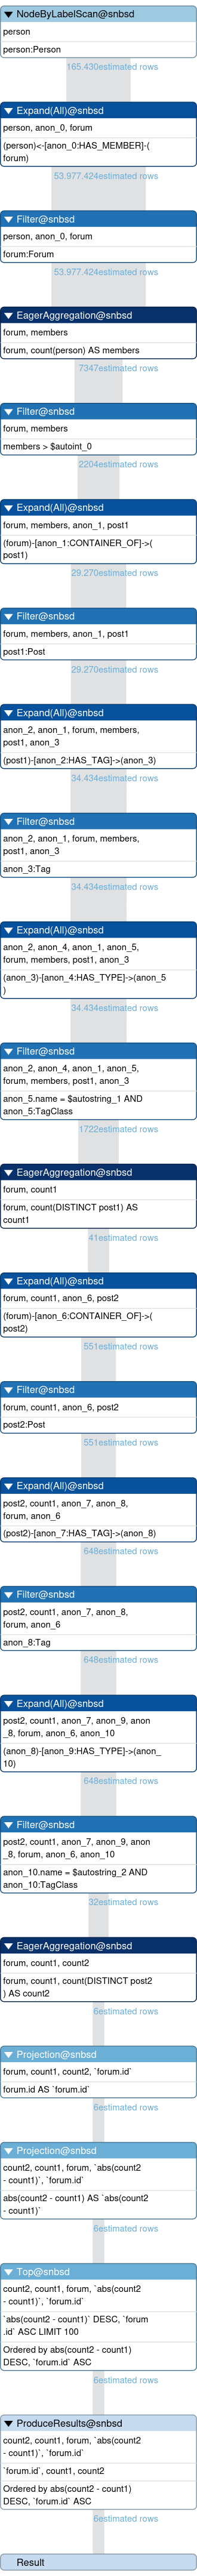 NodeByLabelScan@snbsd
person
person:Person
165.430estimated rows
Expand(All)@snbsd
person, anon_0, forum
(person)<-[anon_0:HAS_MEMBER]-(
forum)
53.977.424estimated rows
Filter@snbsd
person, anon_0, forum
forum:Forum
53.977.424estimated rows
EagerAggregation@snbsd
forum, members
forum, count(person) AS members
7347estimated rows
Filter@snbsd
forum, members
members > $autoint_0
2204estimated rows
Expand(All)@snbsd
forum, members, anon_1, post1
(forum)-[anon_1:CONTAINER_OF]->(
post1)
29.270estimated rows
Filter@snbsd
forum, members, anon_1, post1
post1:Post
29.270estimated rows
Expand(All)@snbsd
anon_2, anon_1, forum, members,
post1, anon_3
(post1)-[anon_2:HAS_TAG]->(anon_3)
34.434estimated rows
Filter@snbsd
anon_2, anon_1, forum, members,
post1, anon_3
anon_3:Tag
34.434estimated rows
Expand(All)@snbsd
anon_2, anon_4, anon_1, anon_5,
forum, members, post1, anon_3
(anon_3)-[anon_4:HAS_TYPE]->(anon_5
)
34.434estimated rows
Filter@snbsd
anon_2, anon_4, anon_1, anon_5,
forum, members, post1, anon_3
anon_5.name = $autostring_1 AND
anon_5:TagClass
1722estimated rows
EagerAggregation@snbsd
forum, count1
forum, count(DISTINCT post1) AS
count1
41estimated rows
Expand(All)@snbsd
forum, count1, anon_6, post2
(forum)-[anon_6:CONTAINER_OF]->(
post2)
551estimated rows
Filter@snbsd
forum, count1, anon_6, post2
post2:Post
551estimated rows
Expand(All)@snbsd
post2, count1, anon_7, anon_8,
forum, anon_6
(post2)-[anon_7:HAS_TAG]->(anon_8)
648estimated rows
Filter@snbsd
post2, count1, anon_7, anon_8,
forum, anon_6
anon_8:Tag
648estimated rows
Expand(All)@snbsd
post2, count1, anon_7, anon_9, anon
_8, forum, anon_6, anon_10
(anon_8)-[anon_9:HAS_TYPE]->(anon_
10)
648estimated rows
Filter@snbsd
post2, count1, anon_7, anon_9, anon
_8, forum, anon_6, anon_10
anon_10.name = $autostring_2 AND
anon_10:TagClass
32estimated rows
EagerAggregation@snbsd
forum, count1, count2
forum, count1, count(DISTINCT post2
) AS count2
6estimated rows
Projection@snbsd
forum, count1, count2, `forum.id`
forum.id AS `forum.id`
6estimated rows
Projection@snbsd
count2, count1, forum, `abs(count2
- count1)`, `forum.id`
abs(count2 - count1) AS `abs(count2
- count1)`
6estimated rows
Top@snbsd
count2, count1, forum, `abs(count2
- count1)`, `forum.id`
`abs(count2 - count1)` DESC, `forum
.id` ASC LIMIT 100
Ordered by abs(count2 - count1)
DESC, `forum.id` ASC
6estimated rows
ProduceResults@snbsd
count2, count1, forum, `abs(count2
- count1)`, `forum.id`
`forum.id`, count1, count2
Ordered by abs(count2 - count1)
DESC, `forum.id` ASC
6estimated rows
Result